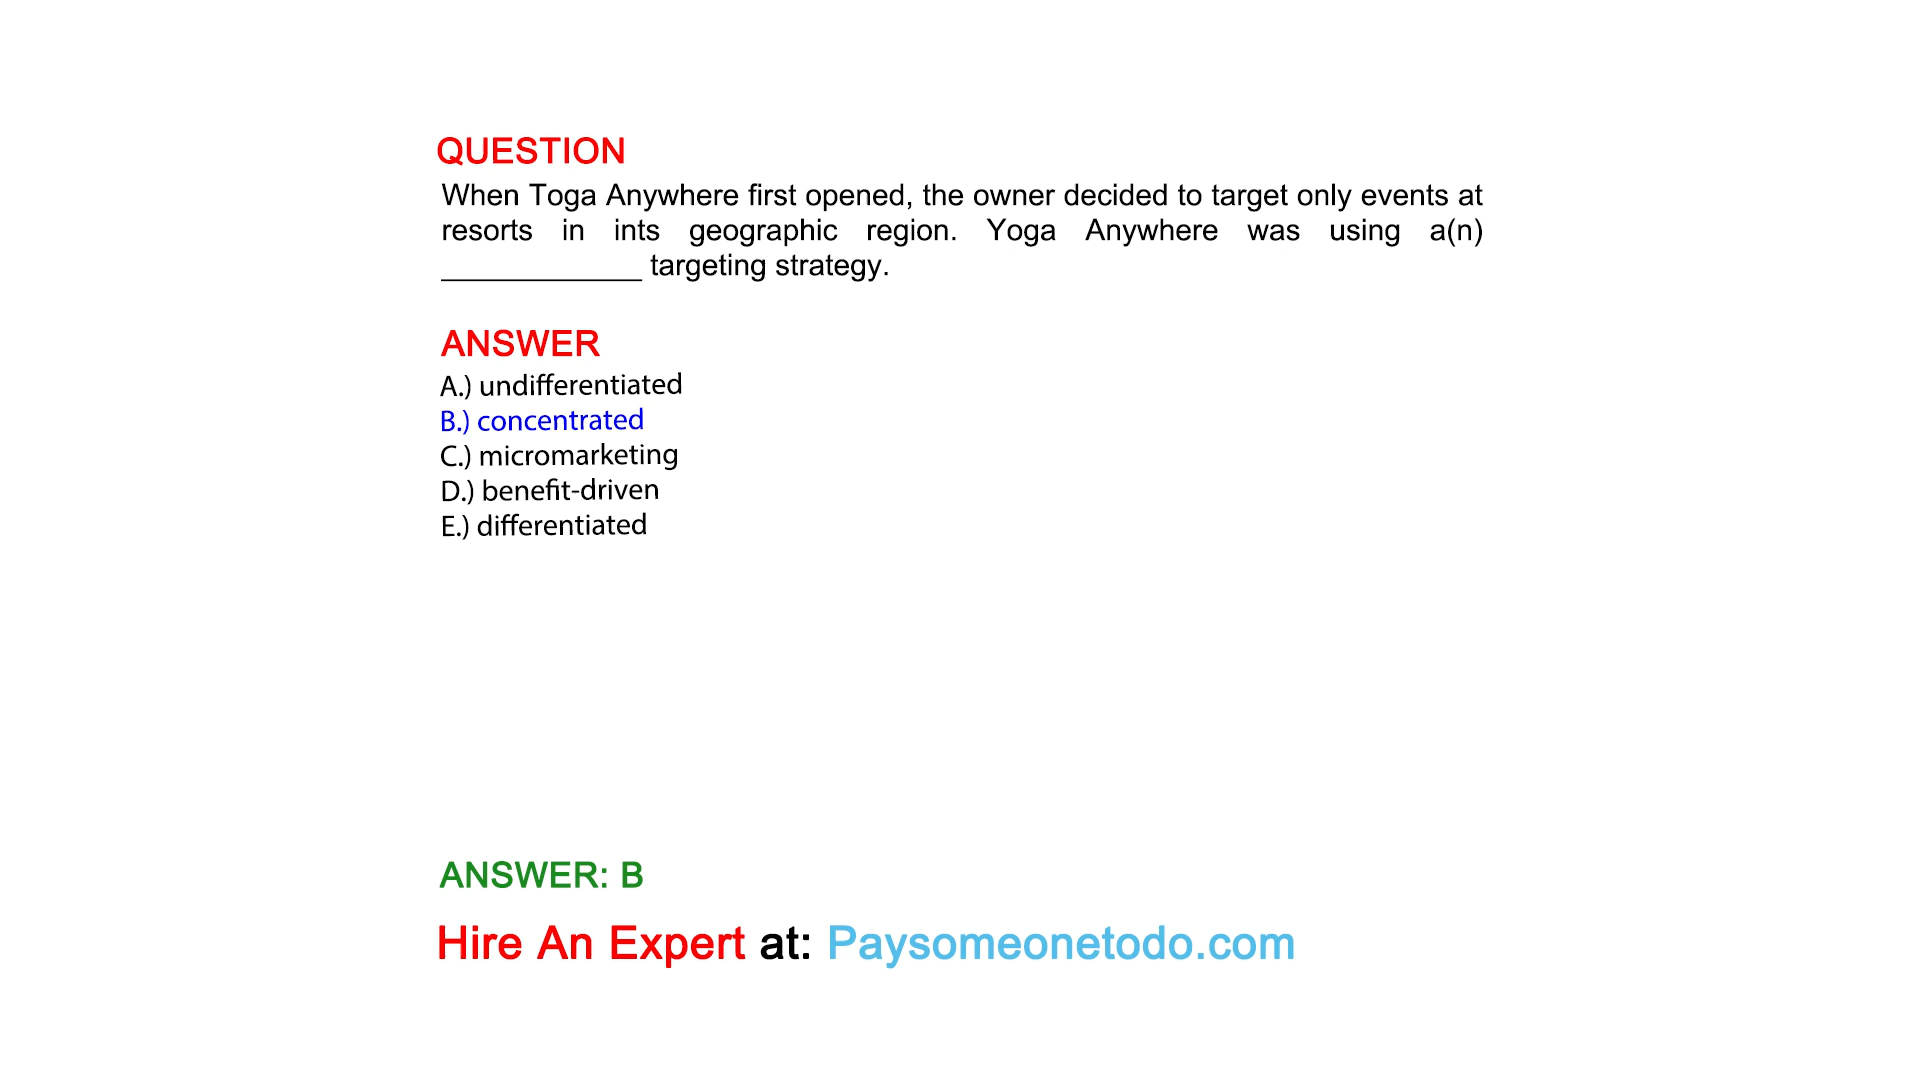 QUESTION
When Toga Anywhere first opened, the owner decided to target only events at
resorts in ints geographic region. Yoga Anywhere was using a(n)
____________ targeting strategy.
ANSWER
A.) undifferentiated
B.) concentrated
C.) micromarketing
D.) benefit-driven
E.) differentiated
ANSWER: B
Hire An Expert at: Paysomeonetodo.com